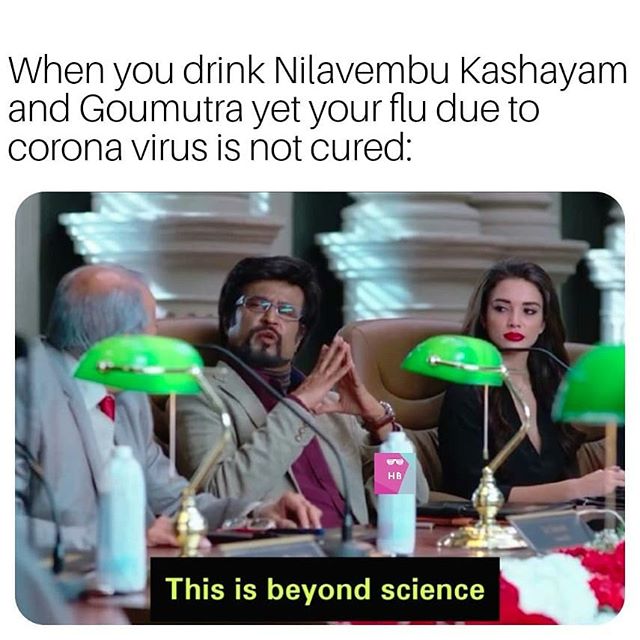 When you drink Nilavembu Kashayam
and Goumutra yet your flu due to
corona virus is not cured:
HB
This is beyond science